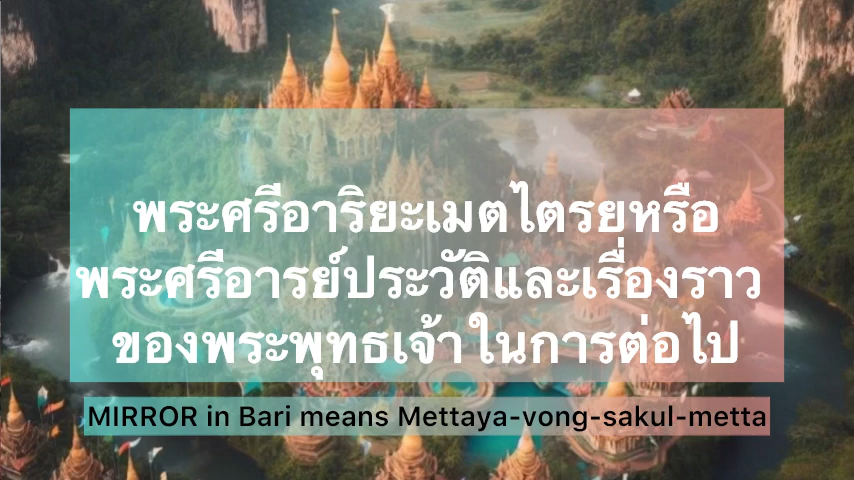 พระศรีอาริยะเมตไตรยหรือ
พระศรีอารย์ประวัติและเรื่องราว
ของพระพุทธเจ้าในการต่อไป
MIRROR in Bari means Mettaya-vong-sakul-metta